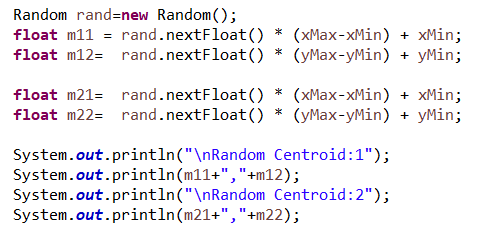 Random rand=new Random();
float m11 = rand.nextFloat() * (xMax-xMin) + xMin;
float m12=  rand.nextFloat() * (yMax-yMin) + yMin;
float m21=  rand.nextFloat() * (xMax-xMin) + xMin;
float m22=  rand.nextFloat() * (yMax-yMin) + yMin;
System.out.println("\nRandom Centroid:1");
System.out.println(m11+","+m12);
System.out.println("\nRandom Centroid:2");
System.out.println(m21+","+m22);